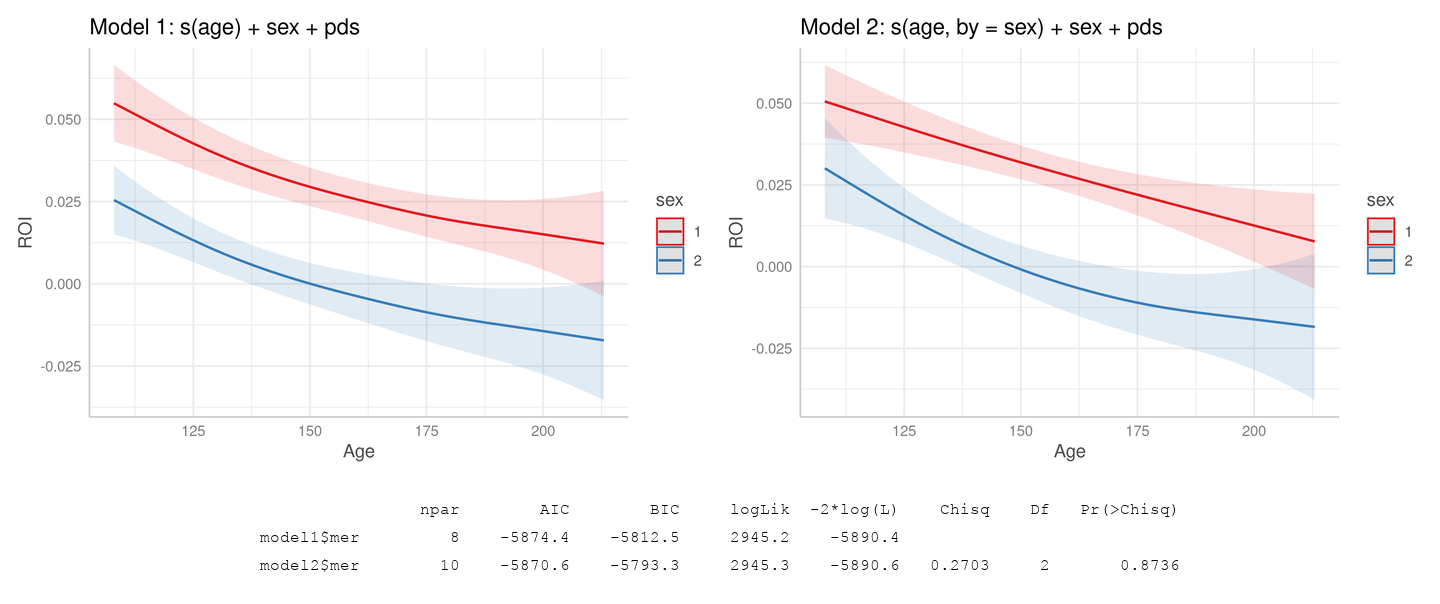 Model 1: s(age) + sex + pds
ROI
0.050
0.025
0.000
-0.025
125 150 175 200
Age
sex
1
2
Model 2: s(age, by = sex) + sex + pds
ROI
0.050
0.025
0.000
-0.025
125 150 175 200
Age
sex
1
2
npar AIC BIC logLik -2*log(L) Chisq Df Pr(>Chisq)
model1$mer 8 -5874.4 -5812.5 2945.2 -5890.4
model2$mer 10 -5870.6 -5793.3 2945.3 -5890.6 0.2703 2 0.8736